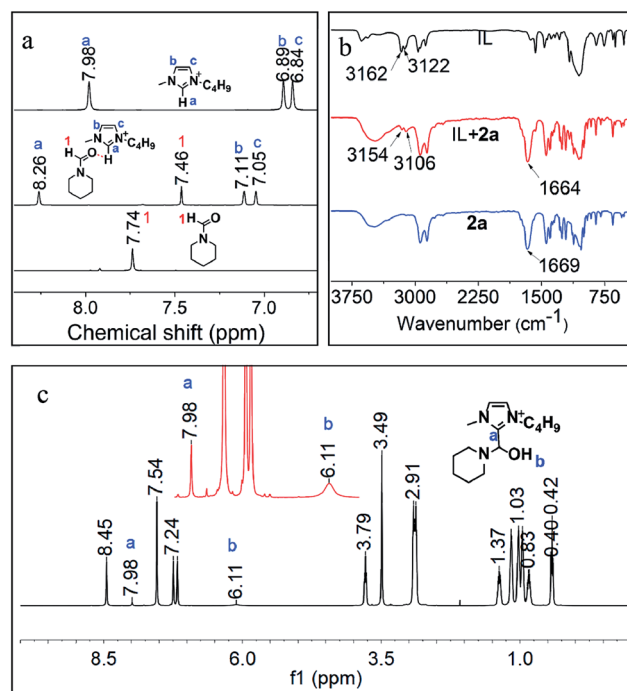 a
a
7.98
b
c
6.89
6.84
b
c
N
N
+
C4H9
H
a
1
a
8.26
H
O
b
c
N
N
+
C4H9
a
H
N
1
7.46
b
7.11
c
7.05
7.74
1
1
H
O
N
8.0
7.5
7.0
Chemical shift (ppm)
b
IL
3162
3122
IL+2a
3154
3106
1664
2a
1669
3750
3000
2250
1500
750
Wavenumber (cm-1)
c
8.45
a
7.98
7.54
7.24
b
6.11
a
7.98
b
6.11
3.79
3.49
2.91
N
N
+
C4H9
a
N
OH
b
1.37
1.03
0.83
0.40
0.42
8.5
6.0
3.5
1.0
f1 (ppm)